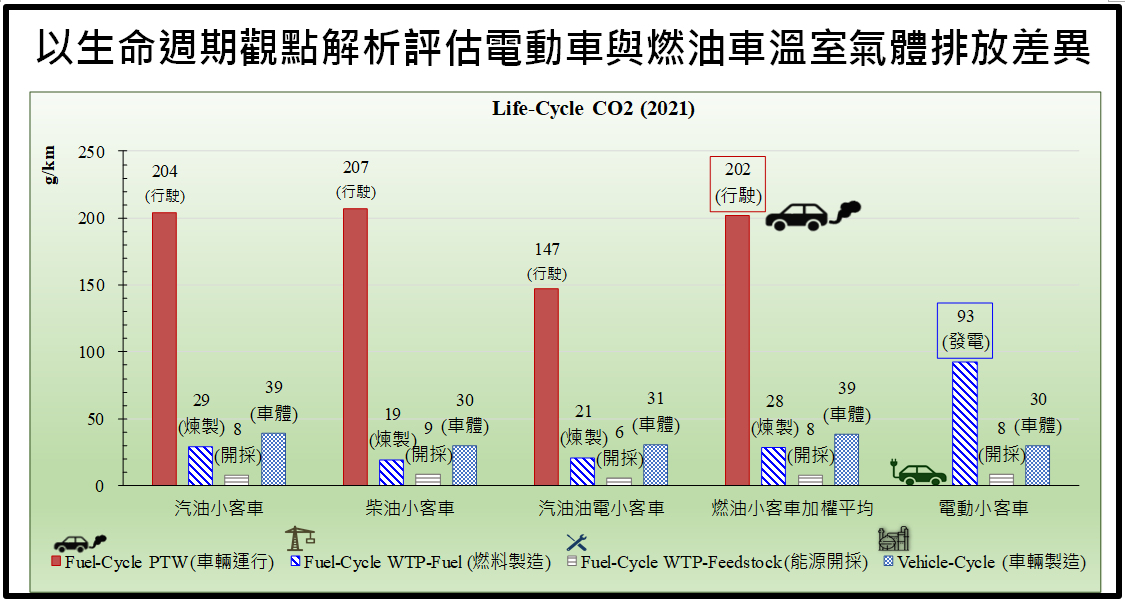 以生命週期觀點解析評估電動車與燃油車溫室氣體排放差異
Life-Cycle CO2 (2021)
g/km
250
200
150
100
50
0
204
(行駛)
29
(煉製)
8
(開採)
39
(車體)
207
(行駛)
19
(煉製)
9
(開採)
30
(車體)
147
(行駛)
21
(煉製)
6
(開採)
31
(車體)
202
(行駛)
28
(煉製)
8
(開採)
39
(車體)
93
(發電)
8
(開採)
30
(車體)
汽油小客車
柴油小客車
汽油油電小客車
燃油小客車加權平均
電動小客車
Fuel-Cycle PTW(車輛運行)
Fuel-Cycle WTP-Fuel (燃料製造)
Fuel-Cycle WTP-Feedstock(能源開採)
Vehicle-Cycle (車輛製造)